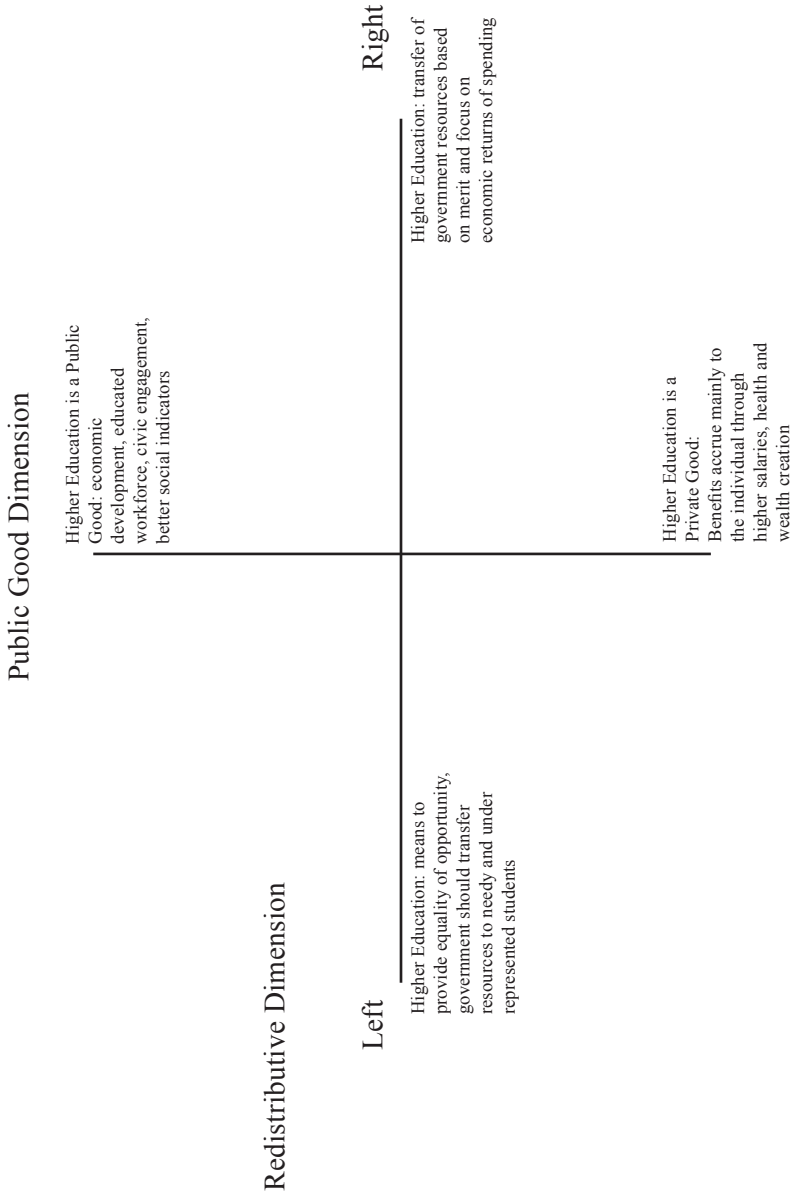 Public Good Dimension
Higher Education is a Public
Good: economic
development, educated
workforce, civic engagement,
better social indicators
Redistributive Dimension
Left
Right
Higher Education: means to
provide equality of opportunity,
government should transfer
resources to needy and under
represented students
Higher Education: transfer of
government resources based
on merit and focus on
economic returns of spending
Higher Education is a
Private Good:
Benefits accrue mainly to
the individual through
higher salaries, health and
wealth creation